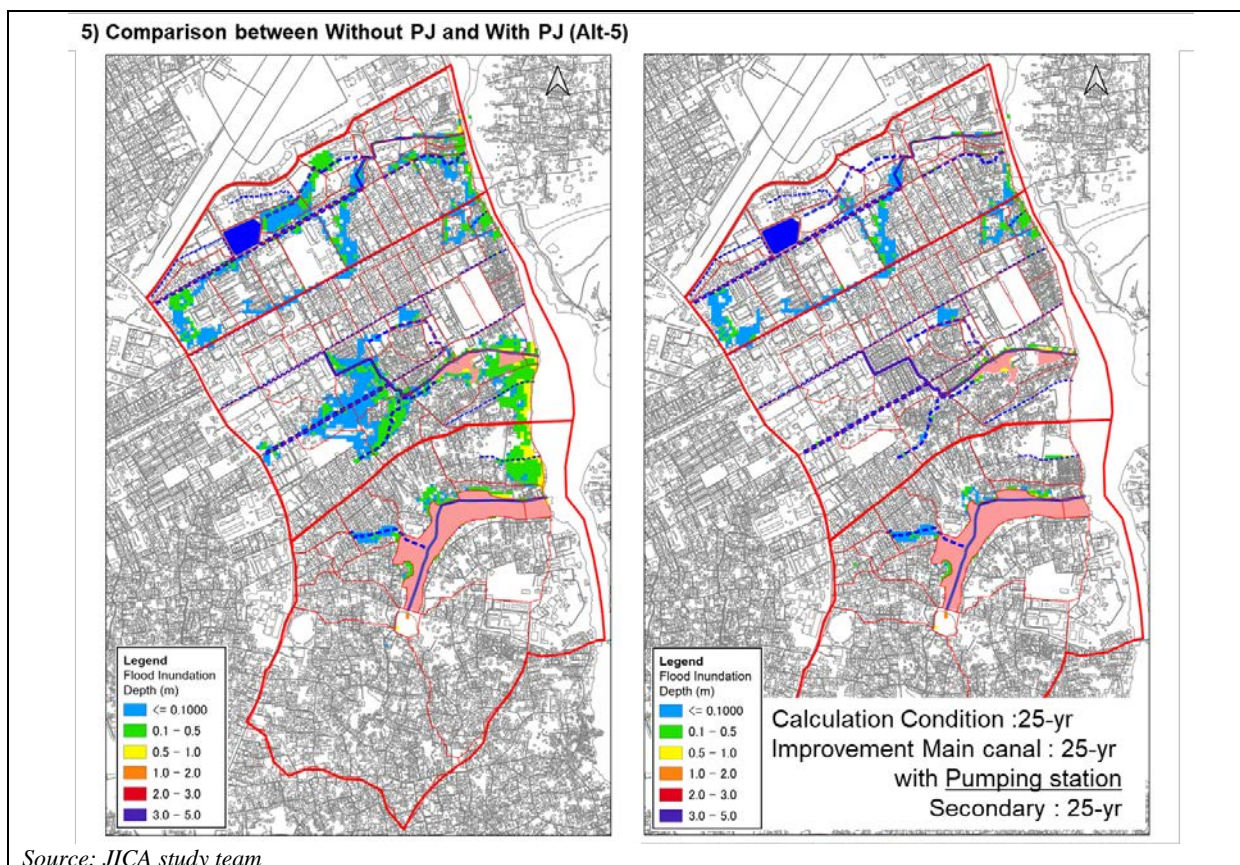 5) Comparison between Without PJ and With PJ (Alt-5)
Legend
Flood Inundation
Depth (m)
<= 0.1000
0.1 - 0.5
0.5 - 1.0
1.0 - 2.0
2.0 - 3.0
3.0 - 5.0
Legend
Flood Inundation
Depth (m)
<= 0.1000
0.1 - 0.5
0.5 - 1.0
1.0 - 2.0
2.0 - 3.0
3.0 - 5.0
Calculation Condition :25-yr
Improvement Main canal : 25-yr
with Pumping station
Secondary : 25-yr
Source: JICA study team